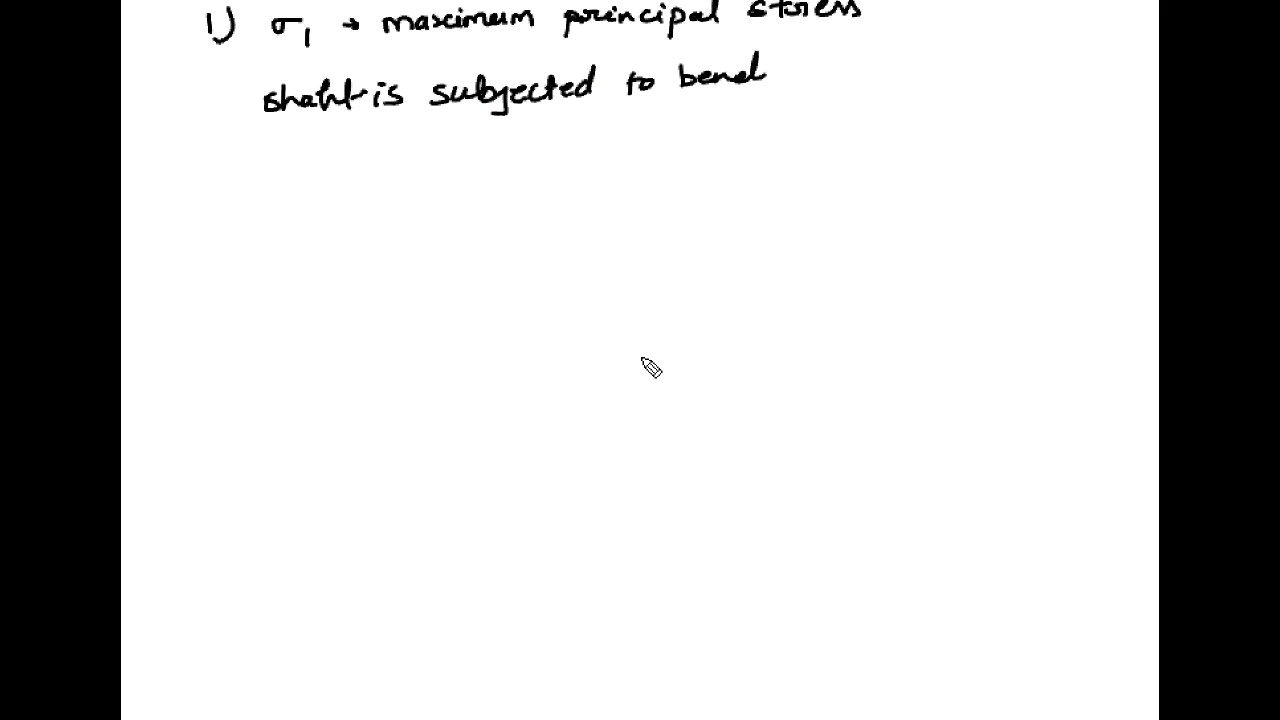 1) σ1 → maximum principal stress
shaft is subjected to bend